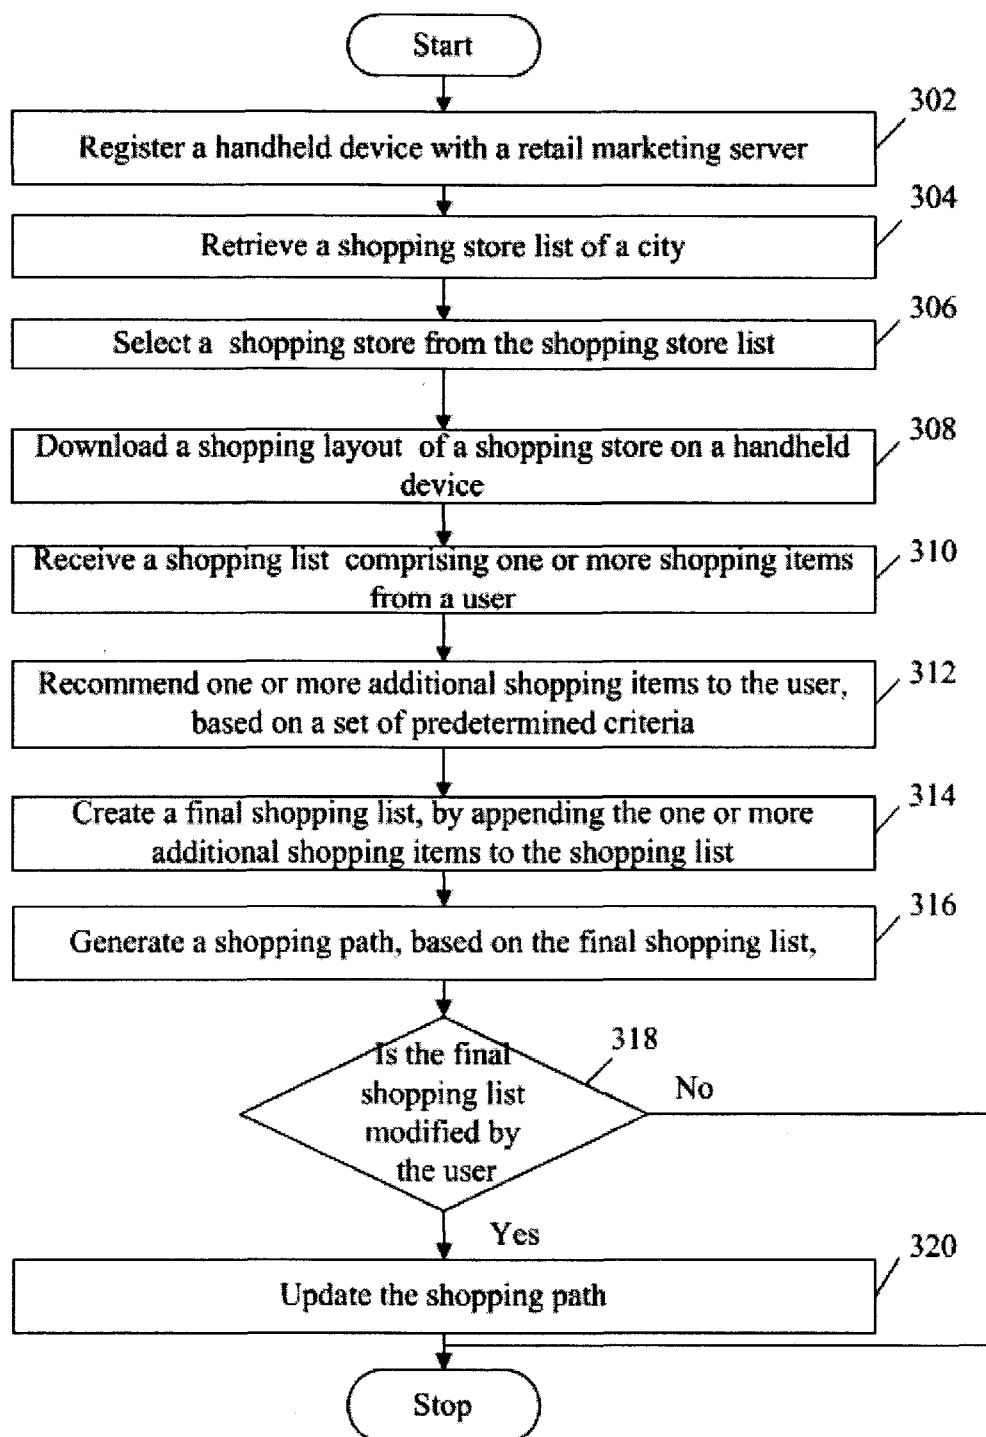 Start
302
Register a handheld device with a retail marketing server
304
Retrieve a shopping store list of a city
306
Select a shopping store from the shopping store list
308
Download a shopping layout of a shopping store on a handheld
device
310
Receive a shopping list comprising one or more shopping items
from a user
312
Recommend one or more additional shopping items to the user,
based on a set of predetermined criteria
314
Create a final shopping list, by appending the one or more
additional shopping items to the shopping list
316
Generate a shopping path, based on the final shopping list,
318
Is the final
shopping list
modified by
the user
No
Yes
320
Update the shopping path
Stop